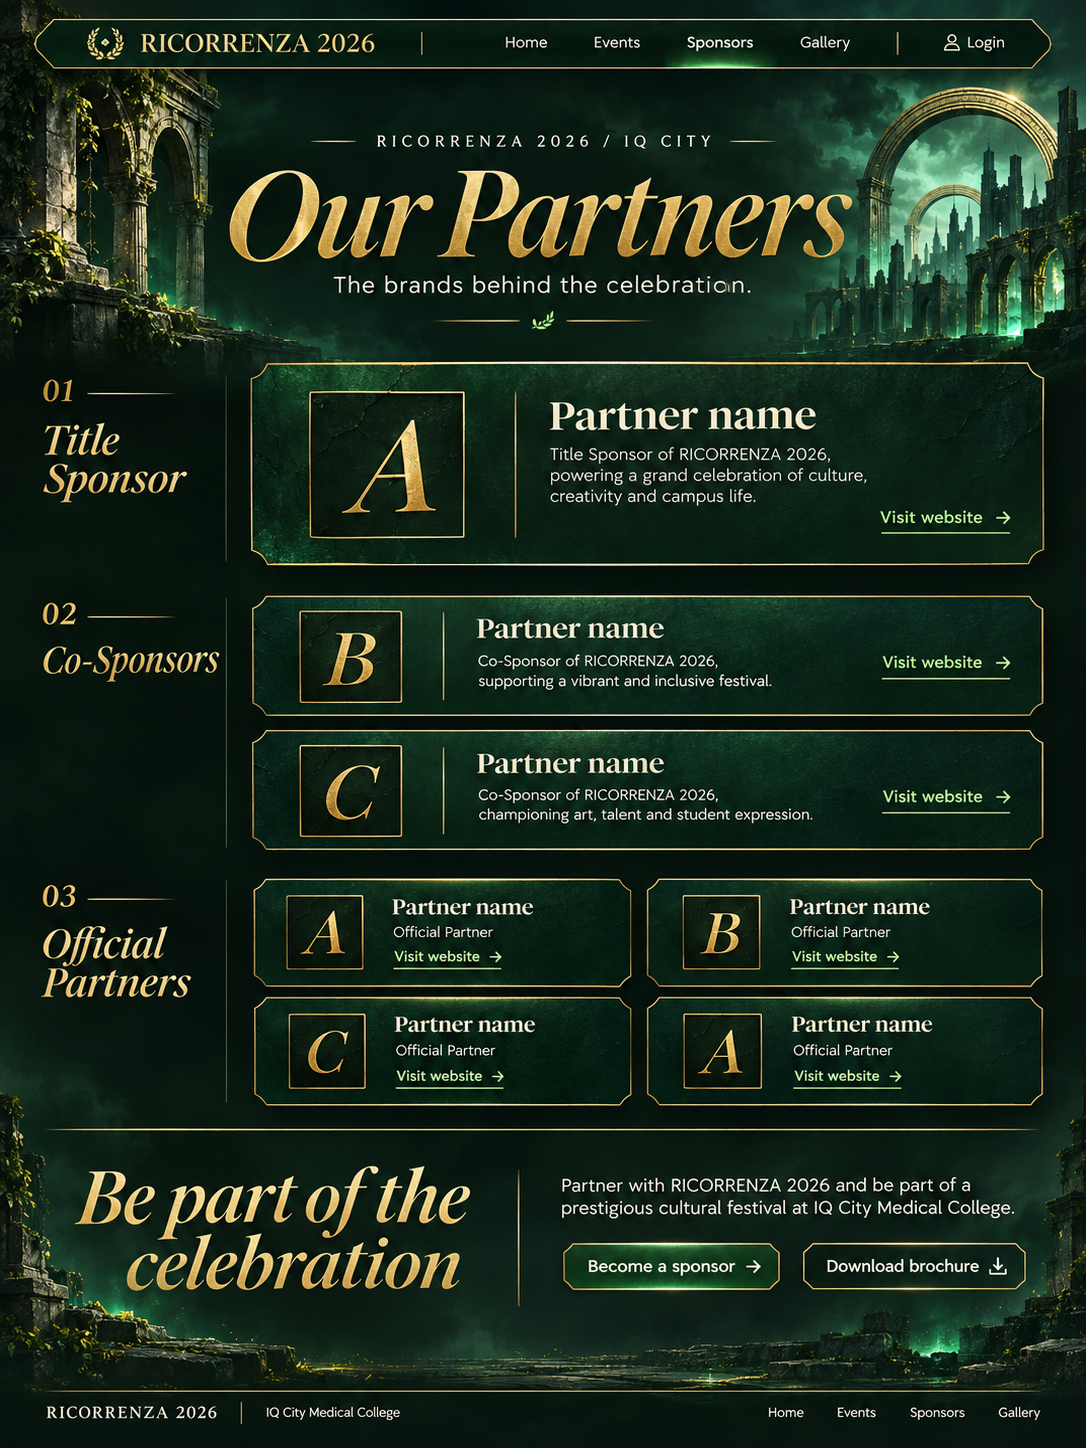 RICORRENZA 2026
Home Events Sponsors Gallery Login
RICORRENZA 2026 / IQ CITY
Our Partners
The brands behind the celebration.
01
Title
Sponsor
A
Partner name
Title Sponsor of RICORRENZA 2026,
powering a grand celebration of culture,
creativity and campus life.
Visit website →
02
Co-Sponsors
B
Partner name
Co-Sponsor of RICORRENZA 2026,
supporting a vibrant and inclusive festival.
Visit website →
C
Partner name
Co-Sponsor of RICORRENZA 2026,
championing art, talent and student expression.
Visit website →
03
Official
Partners
A
Partner name
Official Partner
Visit website →
B
Partner name
Official Partner
Visit website →
C
Partner name
Official Partner
Visit website →
A
Partner name
Official Partner
Visit website →
Be part of the
celebration
Partner with RICORRENZA 2026 and be part of a
prestigious cultural festival at IQ City Medical College.
Become a sponsor →
Download brochure
RICORRENZA 2026
IQ City Medical College
Home Events Sponsors Gallery